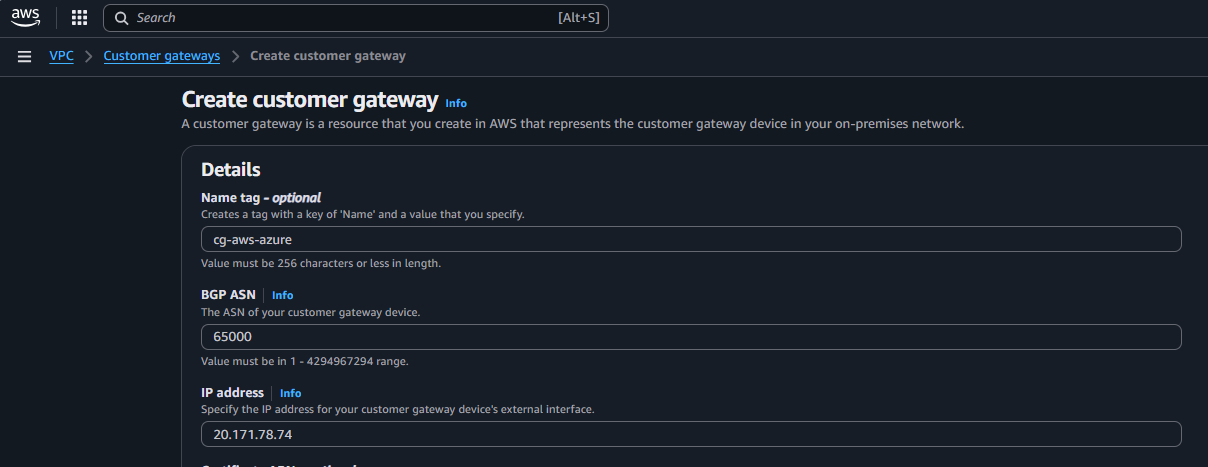 aws
Search [Alt+S]
VPC > Customer gateways > Create customer gateway
Create customer gateway Info
A customer gateway is a resource that you create in AWS that represents the customer gateway device in your on-premises network.
Details
Name tag - optional
Creates a tag with a key of 'Name' and a value that you specify.
cg-aws-azure
Value must be 256 characters or less in length.
BGP ASN Info
The ASN of your customer gateway device.
65000
Value must be in 1 - 4294967294 range.
IP address Info
Specify the IP address for your customer gateway device's external interface.
20.171.78.74